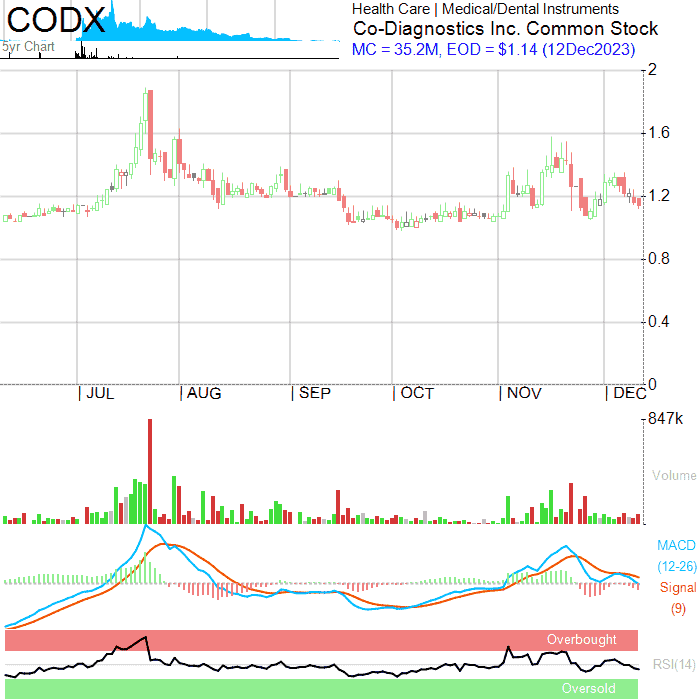 CODX
5yr Chart
Health Care | Medical/Dental Instruments
Co-Diagnostics Inc. Common Stock
MC = 35.2M, EOD = $1.14 (12Dec2023)
2
1.6
1.2
0.8
0.4
0
| JUL | AUG | SEP | OCT | NOV | DEC
847k
Volume
MACD
(12-26)
Signal
(9)
Overbought
RSI(14)
Oversold